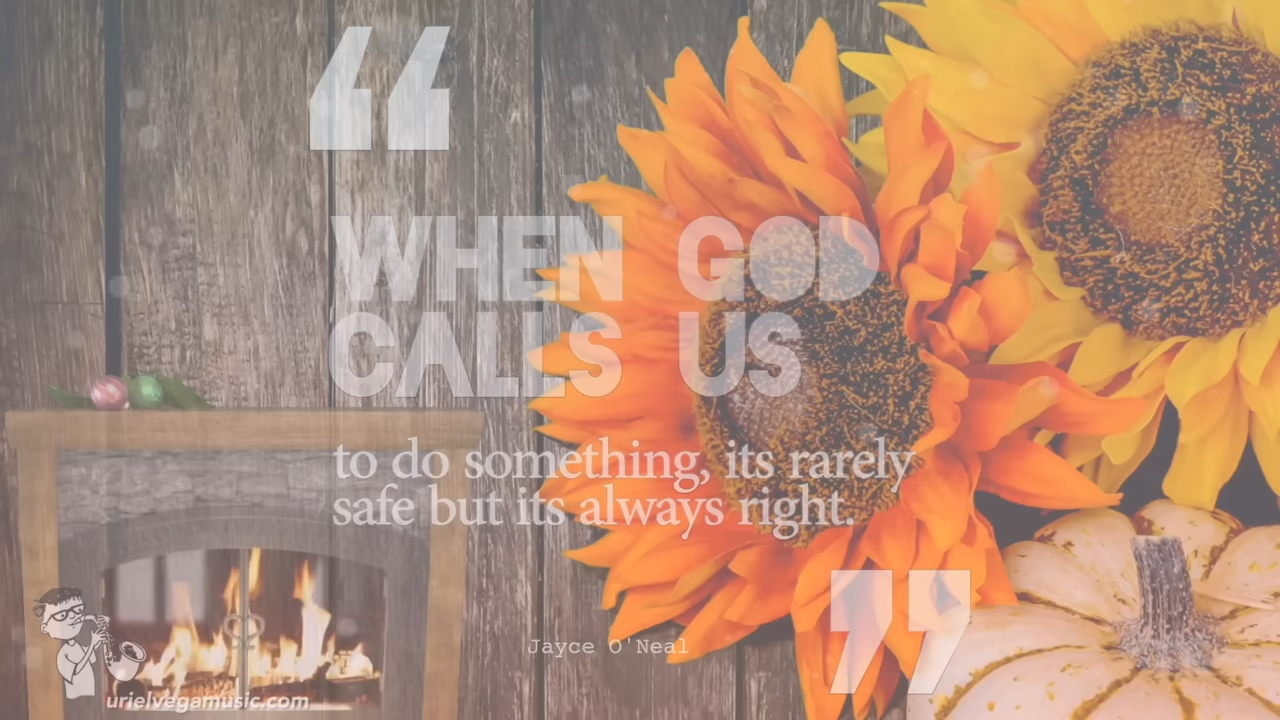 “
WHEN GOD
CALLS US
to do something, its rarely
safe but its always right.
”
Jayce O'Neal
urielvegamusic.com